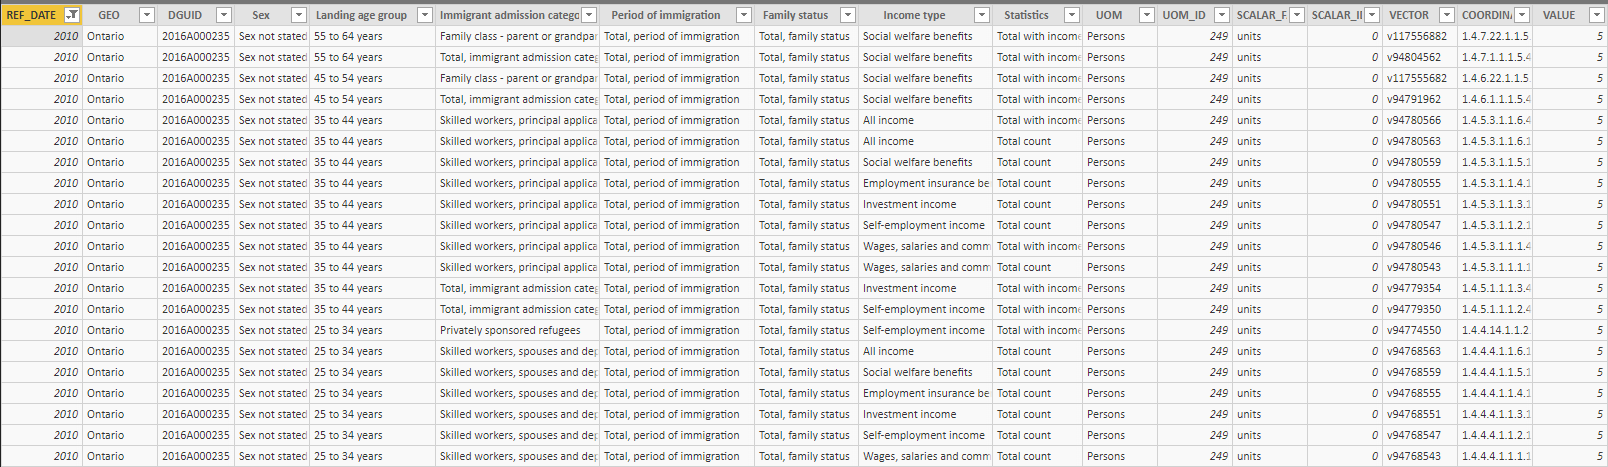 REF_DATE GEO DGUID Sex Landing age group Immigrant admission catego Period of immigration Family status Income type Statistics UOM UOM_ID SCALAR_F SCALAR_II VECTOR COORDINA VALUE
2010 Ontario 2016A000235 Sex not stated 55 to 64 years Family class - parent or grandpar Total, period of immigration Total, family status Social welfare benefits Total with income Persons 249 units 0 v117556882 1.4.7.22.1.1.5. 5
2010 Ontario 2016A000235 Sex not stated 55 to 64 years Total, immigrant admission cate Total, period of immigration Total, family status Social welfare benefits Total with income Persons 249 units 0 v94804562 1.4.7.1.1.1.5.4 5
2010 Ontario 2016A000235 Sex not stated 45 to 54 years Family class - parent or grandpar Total, period of immigration Total, family status Social welfare benefits Total with income Persons 249 units 0 v117555682 1.4.6.22.1.1.5. 5
2010 Ontario 2016A000235 Sex not stated 45 to 54 years Total, immigrant admission cate Total, period of immigration Total, family status Social welfare benefits Total with income Persons 249 units 0 v94791962 1.4.6.1.1.1.5.4 5
2010 Ontario 2016A000235 Sex not stated 35 to 44 years Skilled workers, principal applica Total, period of immigration Total, family status All income Total with income Persons 249 units 0 v94780566 1.4.5.3.1.1.6.4 5
2010 Ontario 2016A000235 Sex not stated 35 to 44 years Skilled workers, principal applica Total, period of immigration Total, family status All income Total count Persons 249 units 0 v94780563 1.4.5.3.1.1.6.1 5
2010 Ontario 2016A000235 Sex not stated 35 to 44 years Skilled workers, principal applica Total, period of immigration Total, family status Social welfare benefits Total count Persons 249 units 0 v94780559 1.4.5.3.1.1.5.1 5
2010 Ontario 2016A000235 Sex not stated 35 to 44 years Skilled workers, principal applica Total, period of immigration Total, family status Employment insurance be Total count Persons 249 units 0 v94780555 1.4.5.3.1.1.4.1 5
2010 Ontario 2016A000235 Sex not stated 35 to 44 years Skilled workers, principal applica Total, period of immigration Total, family status Investment income Total count Persons 249 units 0 v94780551 1.4.5.3.1.1.3.1 5
2010 Ontario 2016A000235 Sex not stated 35 to 44 years Skilled workers, principal applica Total, period of immigration Total, family status Self-employment income Total count Persons 249 units 0 v94780547 1.4.5.3.1.1.2.1 5
2010 Ontario 2016A000235 Sex not stated 35 to 44 years Skilled workers, principal applica Total, period of immigration Total, family status Wages, salaries and comm Total with income Persons 249 units 0 v94780546 1.4.5.3.1.1.1.4 5
2010 Ontario 2016A000235 Sex not stated 35 to 44 years Skilled workers, principal applica Total, period of immigration Total, family status Wages, salaries and comm Total count Persons 249 units 0 v94780543 1.4.5.3.1.1.1.1 5
2010 Ontario 2016A000235 Sex not stated 35 to 44 years Total, immigrant admission cate Total, period of immigration Total, family status Investment income Total with income Persons 249 units 0 v94779354 1.4.5.1.1.1.3.4 5
2010 Ontario 2016A000235 Sex not stated 35 to 44 years Total, immigrant admission cate Total, period of immigration Total, family status Self-employment income Total with income Persons 249 units 0 v94779350 1.4.5.1.1.1.2.4 5
2010 Ontario 2016A000235 Sex not stated 25 to 34 years Privately sponsored refugees Total, period of immigration Total, family status Self-employment income Total with income Persons 249 units 0 v94774550 1.4.4.14.1.1.2 5
2010 Ontario 2016A000235 Sex not stated 25 to 34 years Skilled workers, spouses and dep Total, period of immigration Total, family status All income Total count Persons 249 units 0 v94768563 1.4.4.4.1.1.6.1 5
2010 Ontario 2016A000235 Sex not stated 25 to 34 years Skilled workers, spouses and dep Total, period of immigration Total, family status Social welfare benefits Total count Persons 249 units 0 v94768559 1.4.4.4.1.1.5.1 5
2010 Ontario 2016A000235 Sex not stated 25 to 34 years Skilled workers, spouses and dep Total, period of immigration Total, family status Employment insurance be Total count Persons 249 units 0 v94768555 1.4.4.4.1.1.4.1 5
2010 Ontario 2016A000235 Sex not stated 25 to 34 years Skilled workers, spouses and dep Total, period of immigration Total, family status Investment income Total count Persons 249 units 0 v94768551 1.4.4.4.1.1.3.1 5
2010 Ontario 2016A000235 Sex not stated 25 to 34 years Skilled workers, spouses and dep Total, period of immigration Total, family status Self-employment income Total count Persons 249 units 0 v94768547 1.4.4.4.1.1.2.1 5
2010 Ontario 2016A000235 Sex not stated 25 to 34 years Skilled workers, spouses and dep Total, period of immigration Total, family status Wages, salaries and comm Total count Persons 249 units 0 v94768543 1.4.4.4.1.1.1.1 5